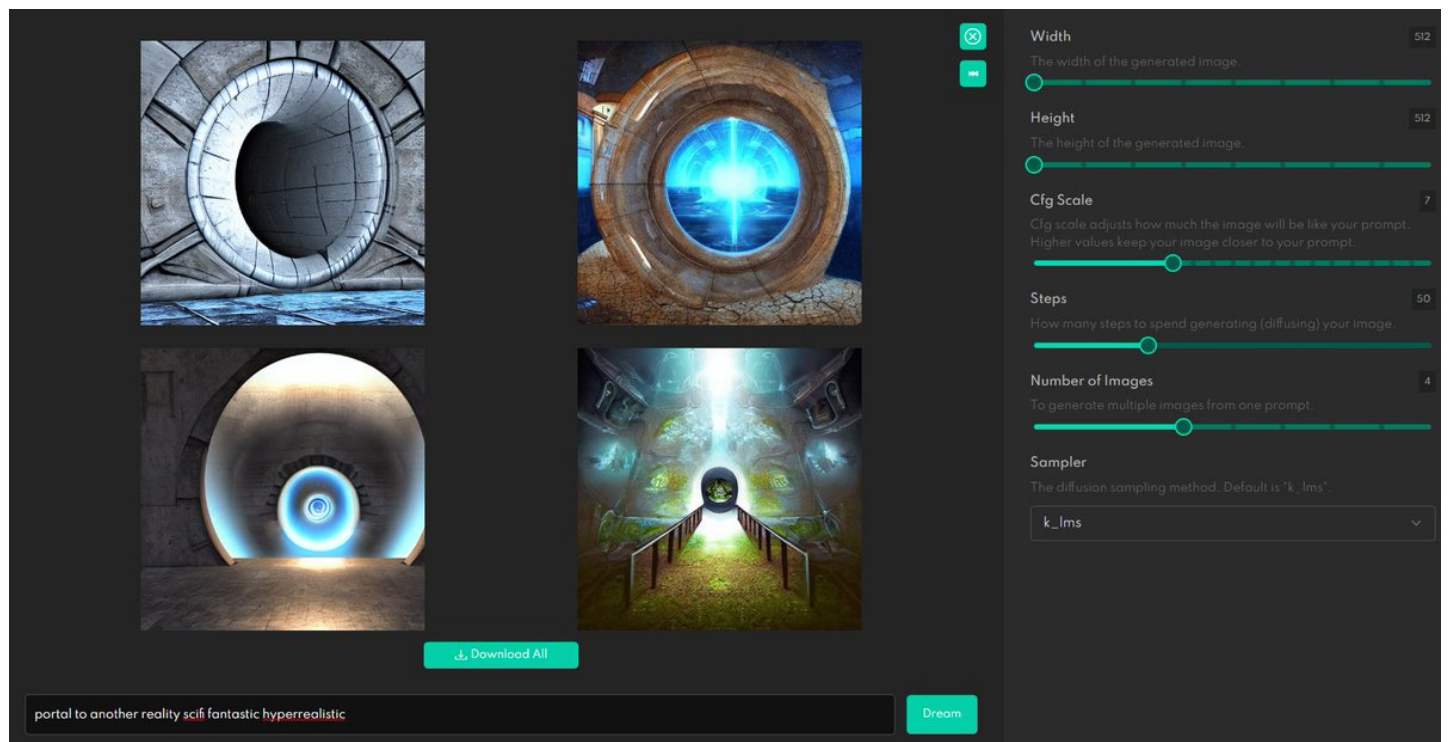 Download All
portal to another reality scifi fantastic hyperrealistic
Dream
Width
512
The width of the generated image.
Height
512
The height of the generated image.
Cfg Scale
7
Cfg scale adjusts how much the image will be like your prompt.
Higher values keep your image closer to your prompt.
Steps
50
How many steps to spend generating (diffusing) your image.
Number of Images
4
To generate multiple images from one prompt.
Sampler
The diffusion sampling method. Default is "k_lms".
k_lms